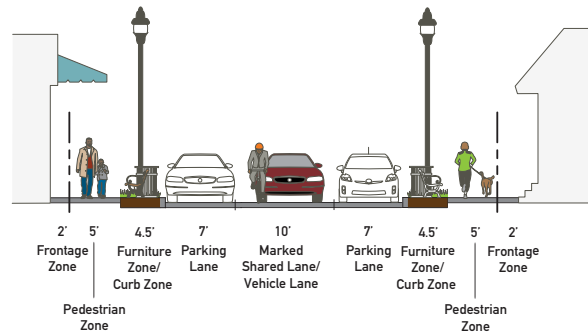 2’ 5’ 4.5’ 7’ 10’ 7’ 4.5’ 5’ 2’
Frontage Zone
Pedestrian Zone
Furniture Zone/ Curb Zone
Parking Lane
Marked Shared Lane/ Vehicle Lane
Parking Lane
Furniture Zone/ Curb Zone
Pedestrian Zone
Frontage Zone